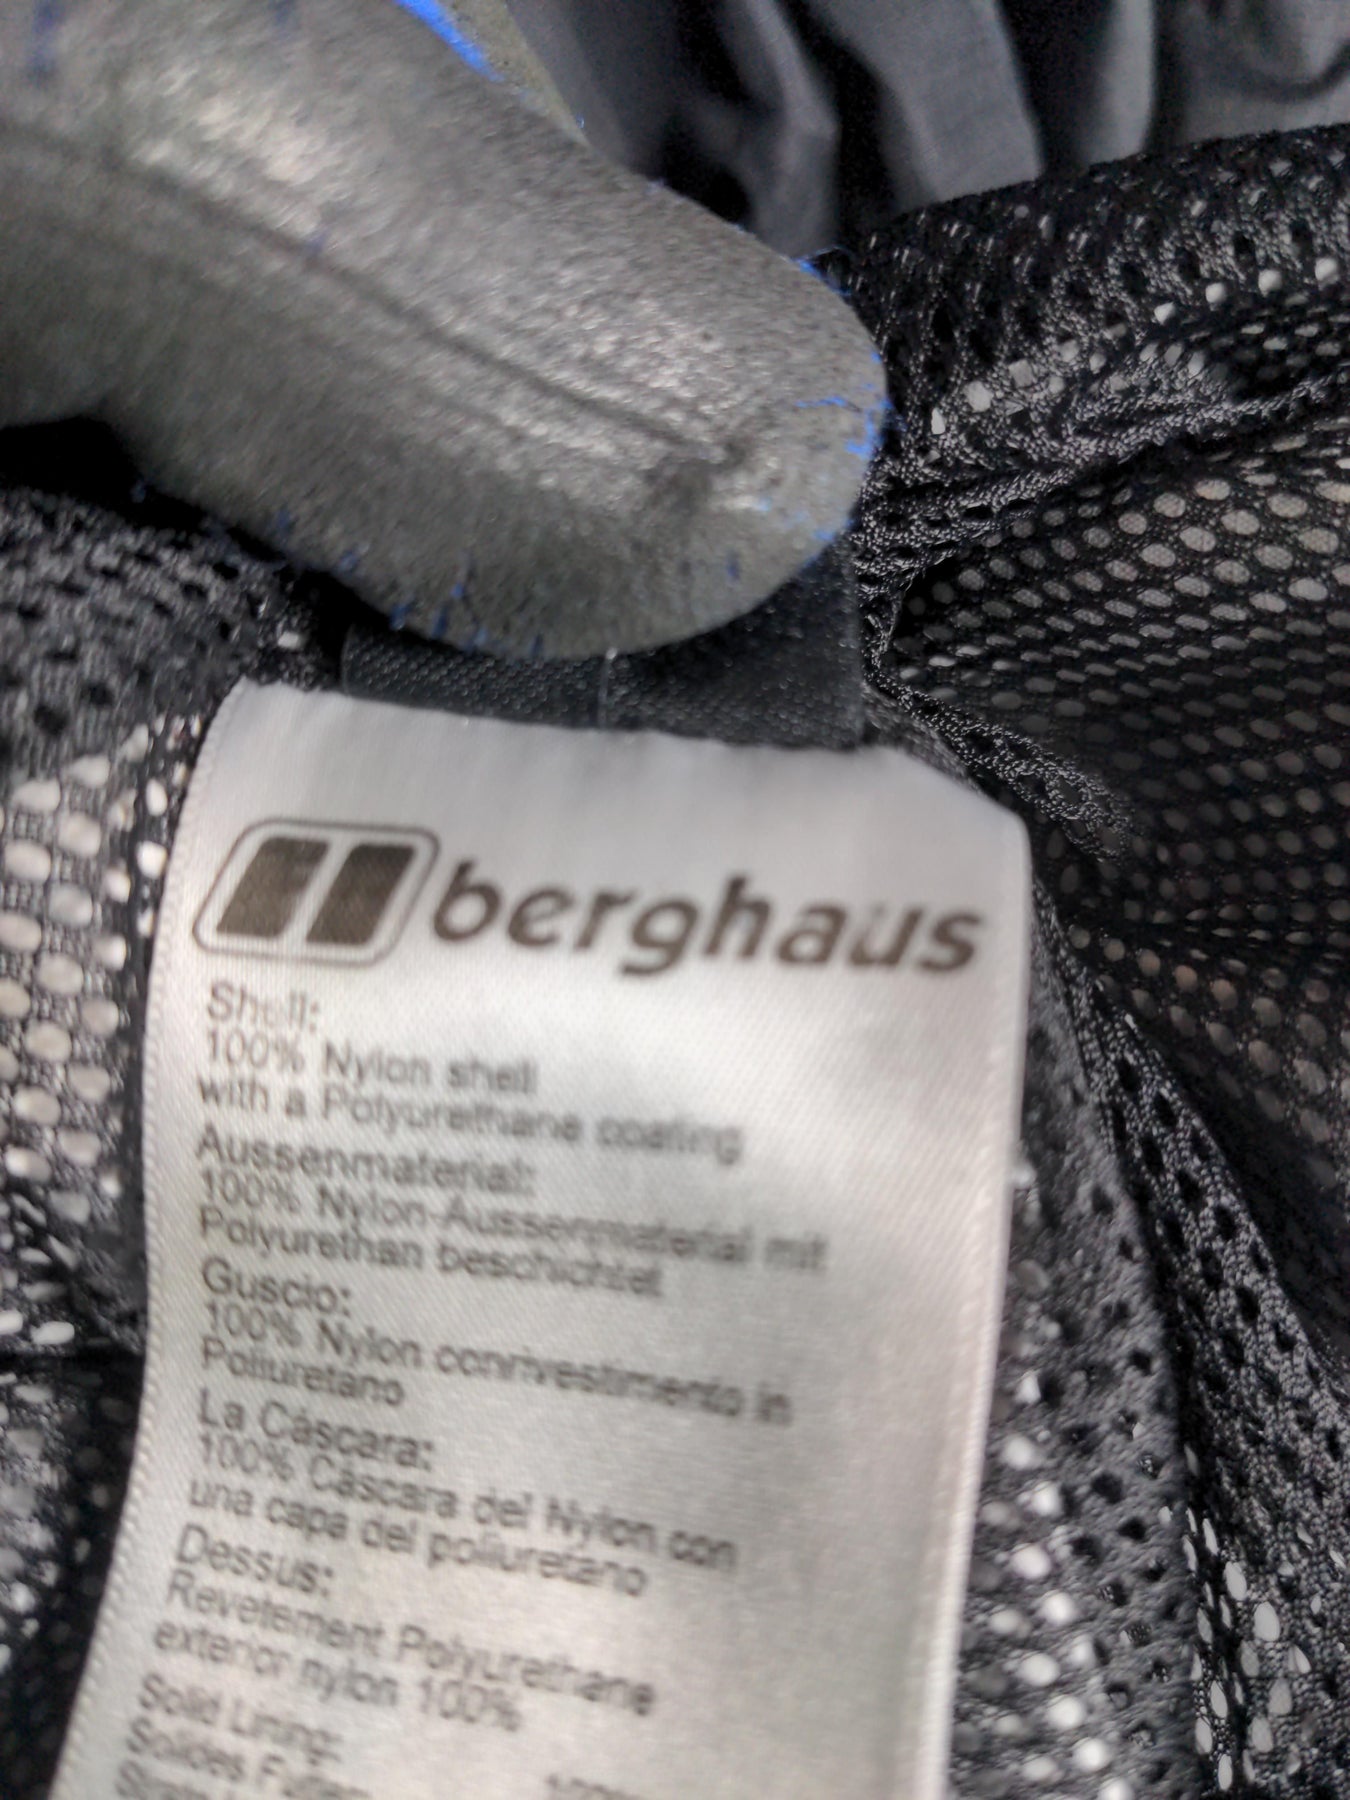 berghaus
Shell:
100% Nylon shell
with a Polyurethane coating
Aussenmaterial:
100% Nylon-Aussenmaterial mit
Polyurethan beschichtet
Guscio:
100% Nylon conrivestimento in
Poliuretano
La Cáscara:
100% Cáscara del Nylon con
una capa del poliuretano
Dessus:
Revetement Polyurethane
exterior nylon 100%
Solid Lining:
Solides